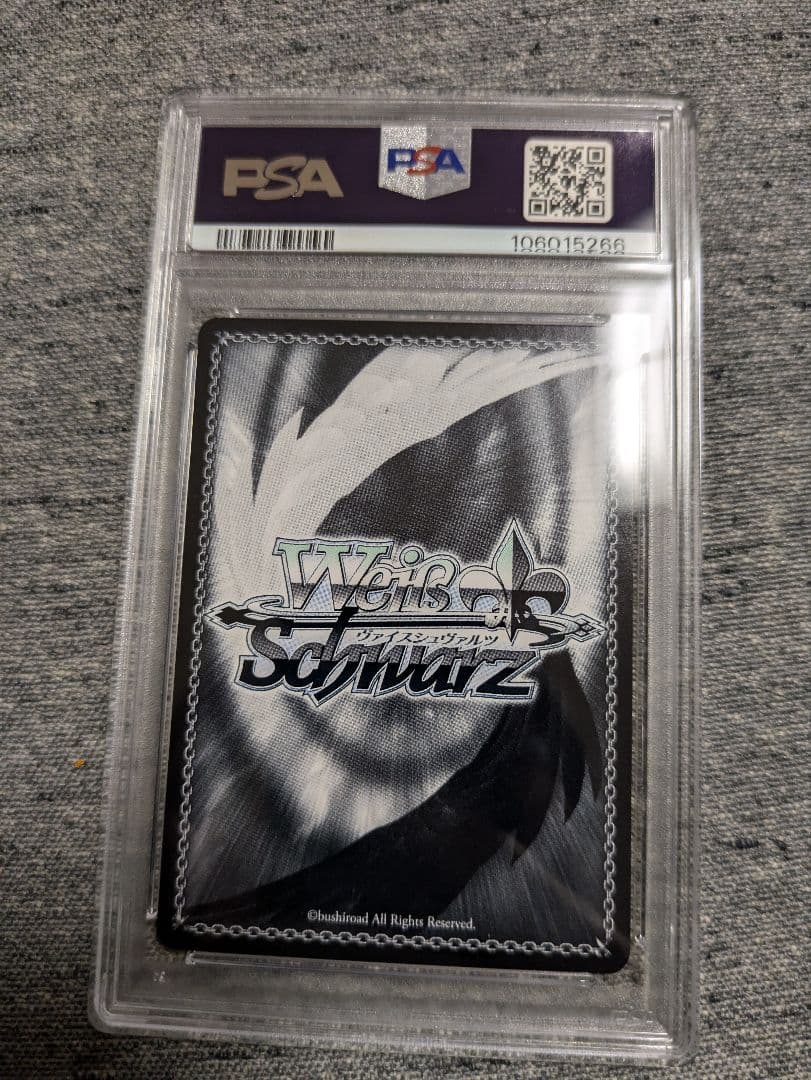 PSA
PSA
106015266
Weiß
ヴァイスシュヴァルツ
Schwarz
©bushiroad All Rights Reserved.